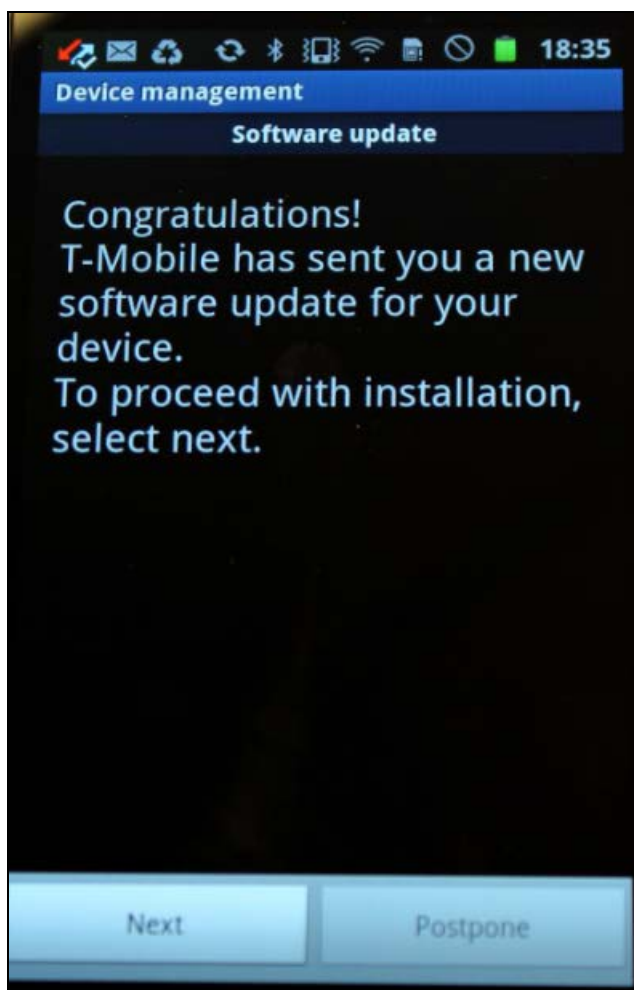 18:35
Device management
Software update
Congratulations!
T-Mobile has sent you a new
software update for your
device.
To proceed with installation,
select next.
Next
Postpone